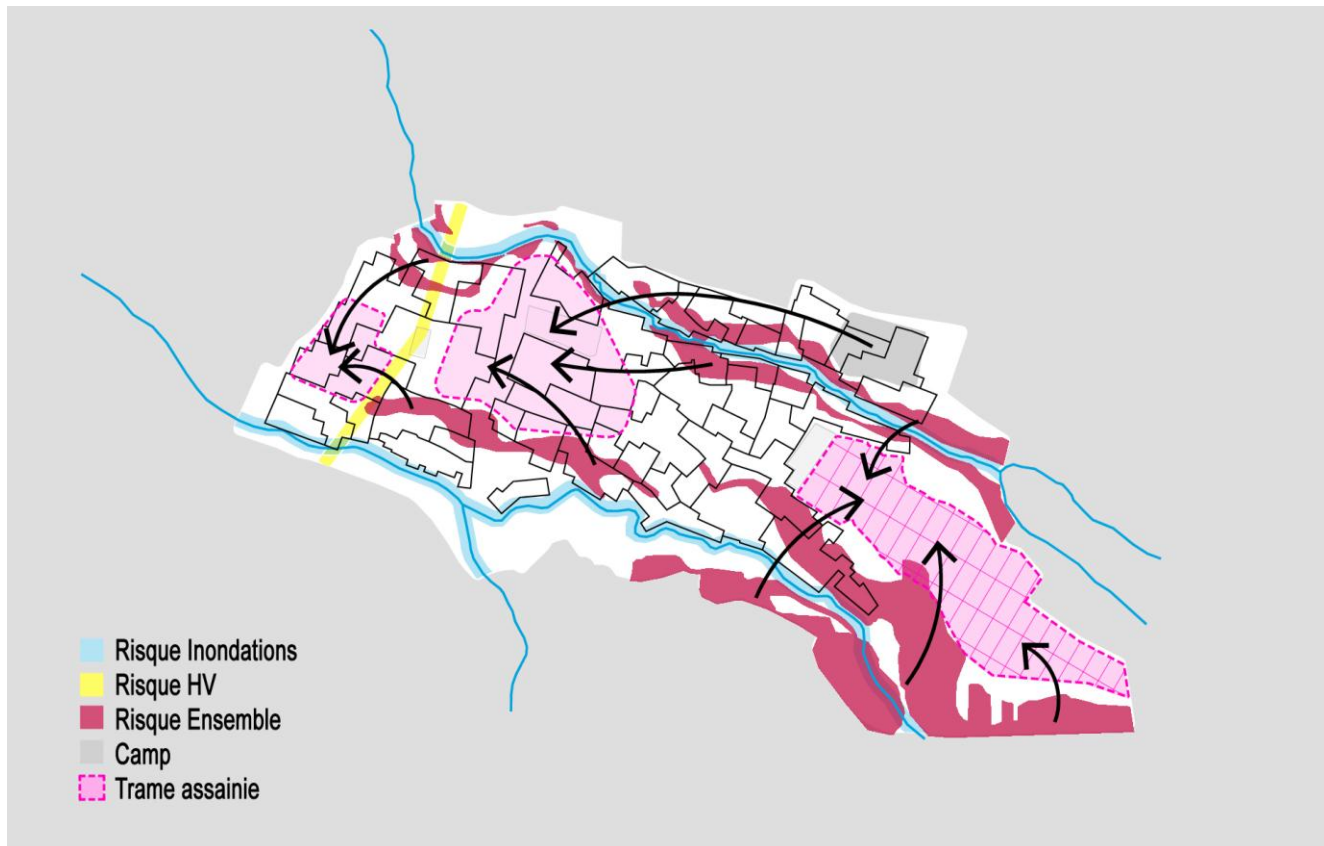 Risque Inondations
Risque HV
Risque Ensemble
Camp
Trame assainie